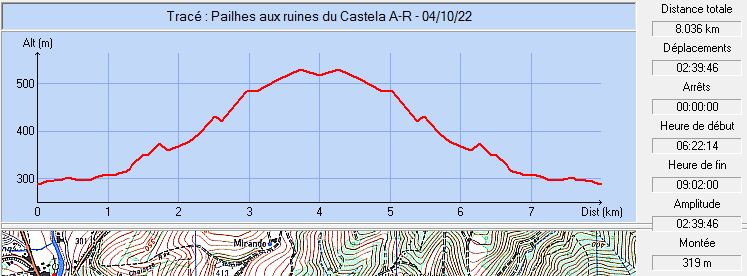 Tracé : Pailhes aux ruines du Castela A-R - 04/10/22
Alt (m)
500
400
300
0 1 2 3 4 5 6 7 Dist (km)
Distance totale
8.036 km
Déplacements
02:39:46
Arrêts
00:00:00
Heure de début
06:22:14
Heure de fin
09:02:00
Amplitude
02:39:46
Montée
319 m
301
Mirande
413